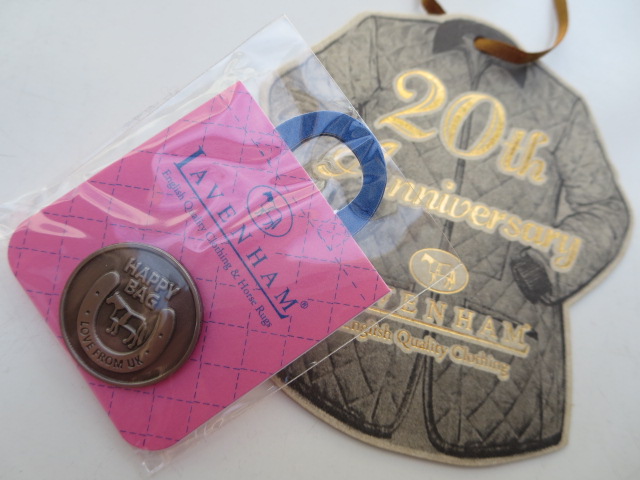 LAVENHAM®
English Quality Clothing & Horse Rugs
HAPPY
BAG
LOVE FROM UK
20th
Anniversary
LAVENHAM
English Quality Clothing